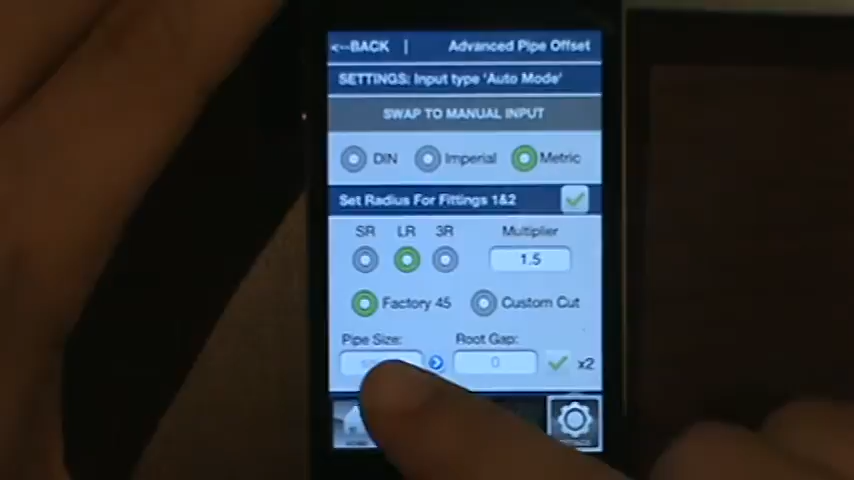 <--BACK | Advanced Pipe Offset
SETTINGS: Input type 'Auto Mode'
SWAP TO MANUAL INPUT
DIN Imperial Metric
Set Radius For Fittings 1&2
SR LR 3R Multiplier
1.5
Factory 45 Custom Cut
Pipe Size: Root Gap:
0 x2